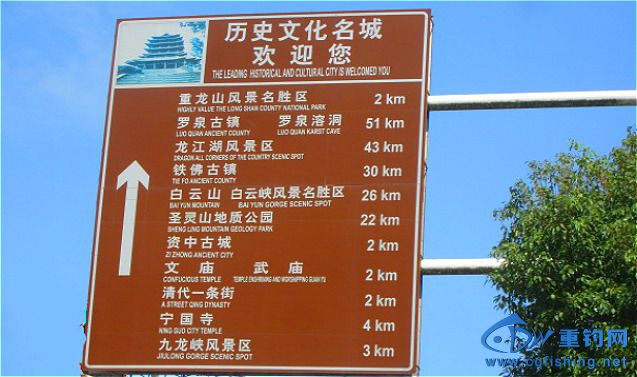 历史文化名城
欢迎您
THE LEADING HISTORICAL AND CULTURAL CITY IS WELCOMED YOU
重龙山风景名胜区 2 km
HIGHLY VALUE THE LONG SHAN COUNTY NATIONAL PARK
罗泉古镇 罗泉溶洞 51 km
LUO QUAN ANCIENT COUNTY LUO QUAN KARST CAVE
龙江湖风景区 43 km
DRAGON ALL CORNERS OF THE COUNTRY SCENIC SPOT
铁佛古镇 30 km
TIE FO ANCIENT COUNTY
白云山 白云峡风景名胜区 26 km
BAI YUN MOUNTAIN BAI YUN GORGE SCENIC SPOT
圣灵山地质公园 22 km
SHENG LING MOUNTAIN GEOLOGY PARK
资中古城 2 km
ZI ZHONG ANCIENT CITY
文庙 武庙 2 km
CONFUCIOUS TEMPLE TEMPLE ENSHRINING AND WORSHIPPING GUAN YU
清代一条街 2 km
A STREET QING DYNASTY
宁国寺 4 km
NING GUO CITY TEMPLE
九龙峡风景区 3 km
JIULONG GORGE SCENIC SPOT
重钓网
www.cqfishing.net